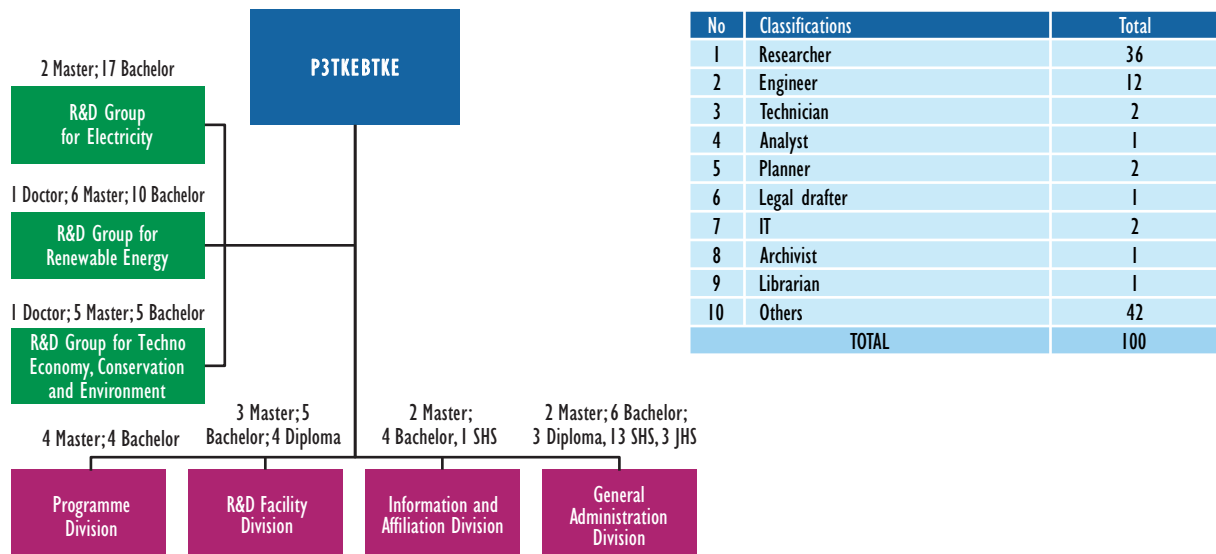 P3TKEBTKE
2 Master; 17 Bachelor
R&D Group
for Electricity
1 Doctor; 6 Master; 10 Bachelor
R&D Group for
Renewable Energy
1 Doctor; 5 Master; 5 Bachelor
R&D Group for Techno
Economy, Conservation
and Environment
4 Master; 4 Bachelor
Programme
Division
3 Master; 5
Bachelor; 4 Diploma
R&D Facility
Division
2 Master;
4 Bachelor, 1 SHS
Information and
Affiliation Division
2 Master; 6 Bachelor;
3 Diploma, 13 SHS, 3 JHS
General
Administration
Division
No Classifications Total
1 Researcher 36
2 Engineer 12
3 Technician 2
4 Analyst 1
5 Planner 2
6 Legal drafter 1
7 IT 2
8 Archivist 1
9 Librarian 1
10 Others 42
TOTAL 100